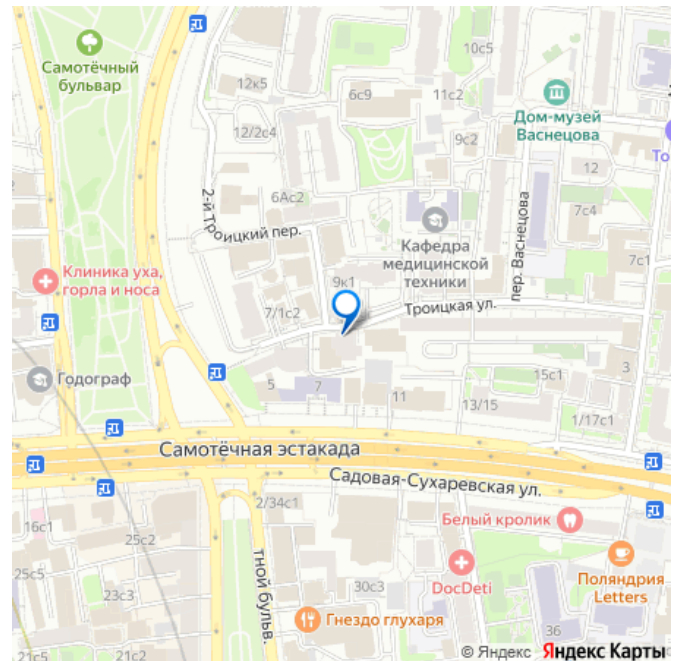 Самотёчный
бульвар
12к5
10с5
6с9
11с2
Дом-музей
Васнецова
12/2с4
9с2
То
12
2-й Троицкий пер.
6Ас2
7с4
пер. Васнецова
Кафедра
медицинской
техники
7с1
Клиника уха,
горла и носа
9к1
Троицкая ул.
7/1с2
3
Годограф
5
7
11
15с1
13/15
1/17с1
Самотёчная эстакада
Садовая-Сухаревская ул.
2/34с1
Белый кролик
16с1
25с2
тной бульв.
DocDeti
Поляндрия
Letters
25с5
23с3
30с3
Гнездо глухаря
36
21с5
21с2
© Яндекс Яндекс Карты